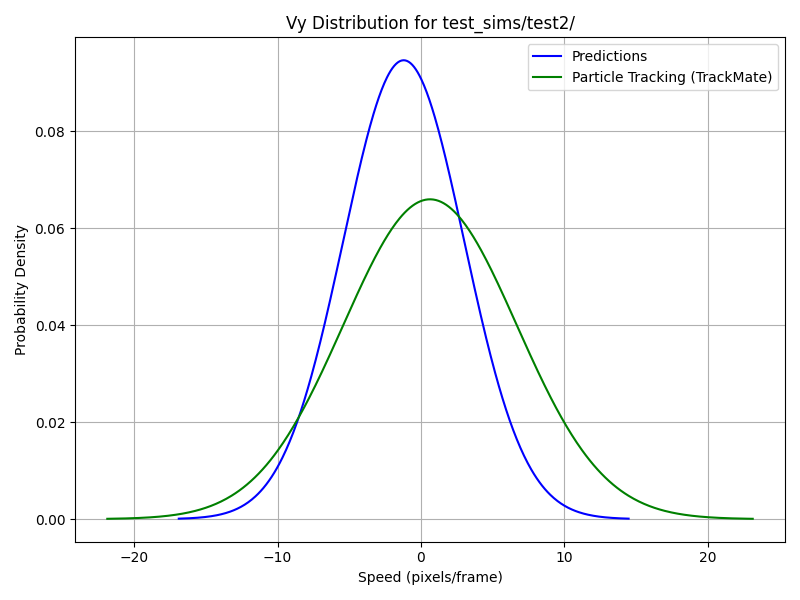 Vy Distribution for test_sims/test2/
Predictions
Particle Tracking (TrackMate)
Probability Density
0.08
0.06
0.04
0.02
0.00
−20 −10 0 10 20
Speed (pixels/frame)